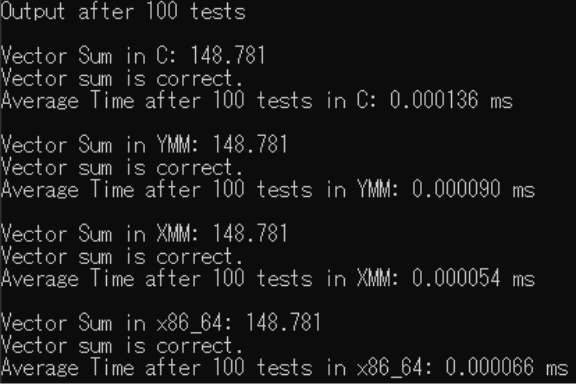 Output after 100 tests
Vector Sum in C: 148.781
Vector sum is correct.
Average Time after 100 tests in C: 0.000136 ms
Vector Sum in YMM: 148.781
Vector sum is correct.
Average Time after 100 tests in YMM: 0.000090 ms
Vector Sum in XMM: 148.781
Vector sum is correct.
Average Time after 100 tests in XMM: 0.000054 ms
Vector Sum in x86_64: 148.781
Vector sum is correct.
Average Time after 100 tests in x86_64: 0.000066 ms